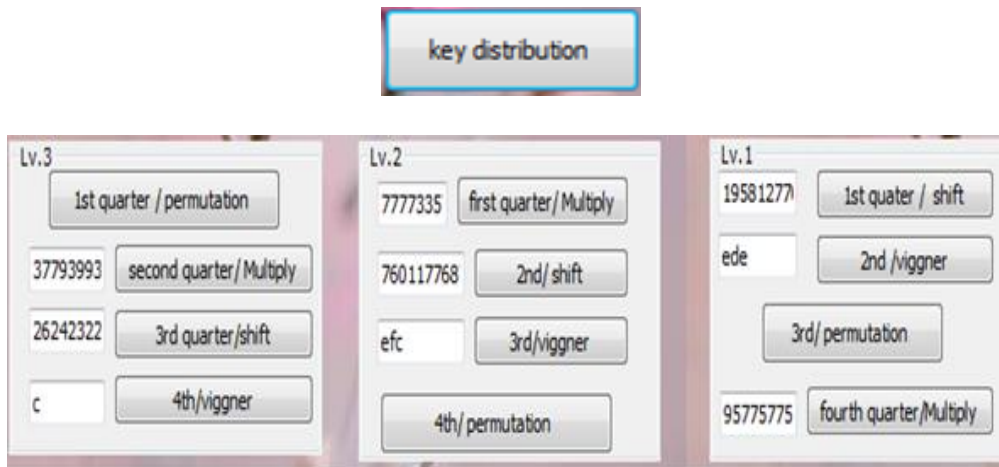 key distribution
Lv.3
1st quarter / permutation
37793993 second quarter/ Multiply
26242322 3rd quarter/shift
c 4th/viggner
Lv.2
7777335 first quarter/ Multiply
760117768 2nd/ shift
efc 3rd/viggner
4th/ permutation
Lv.1
19581277 1st quater / shift
ede 2nd /viggner
3rd/ permutation
95775775 fourth quarter/Multiply